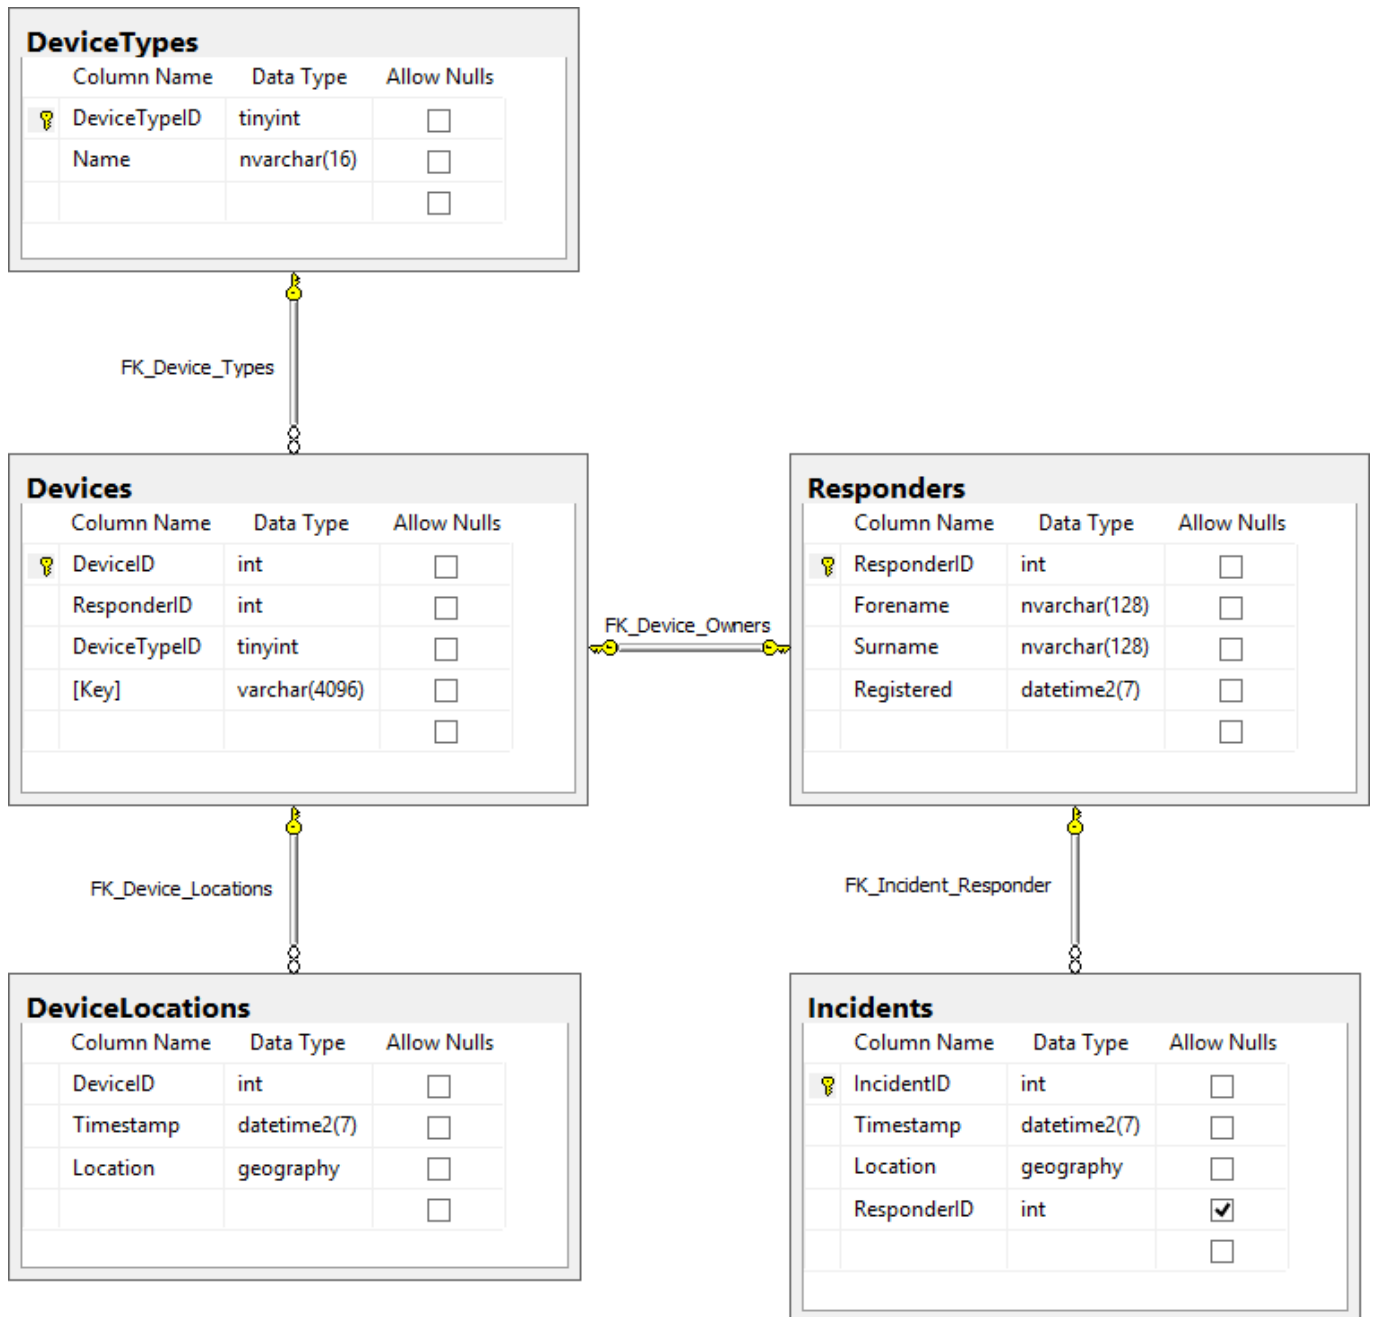 DeviceTypes
Column Name Data Type Allow Nulls
DeviceTypeID tinyint
Name nvarchar(16)
FK_Device_Types
Devices
Column Name Data Type Allow Nulls
DeviceID int
ResponderID int
DeviceTypeID tinyint
[Key] varchar(4096)
FK_Device_Owners
Responders
Column Name Data Type Allow Nulls
ResponderID int
Forename nvarchar(128)
Surname nvarchar(128)
Registered datetime2(7)
FK_Device_Locations
FK_Incident_Responder
DeviceLocations
Column Name Data Type Allow Nulls
DeviceID int
Timestamp datetime2(7)
Location geography
Incidents
Column Name Data Type Allow Nulls
IncidentID int
Timestamp datetime2(7)
Location geography
ResponderID int